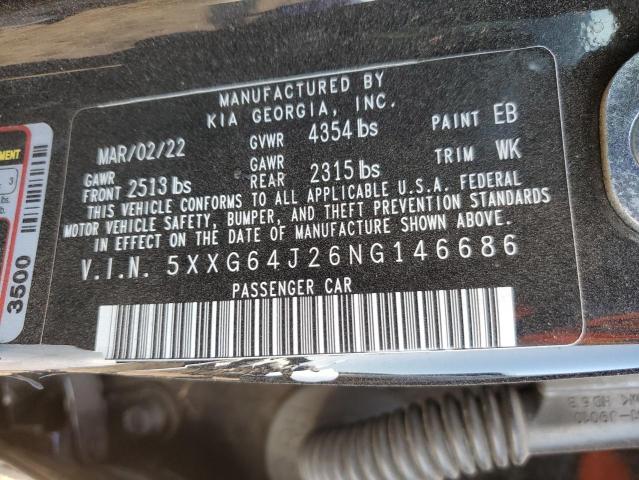 MANUFACTURED BY
KIA GEORGIA, INC.
MAR/02/22 GVWR 4354 lbs PAINT EB
GAWR FRONT 2513 lbs GAWR REAR 2315 lbs TRIM WK
THIS VEHICLE CONFORMS TO ALL APPLICABLE U.S.A. FEDERAL
MOTOR VEHICLE SAFETY, BUMPER, AND THEFT PREVENTION STANDARDS
IN EFFECT ON THE DATE OF MANUFACTURE SHOWN ABOVE.
V.I.N. 5XXG64J26NG146686
PASSENGER CAR
3500